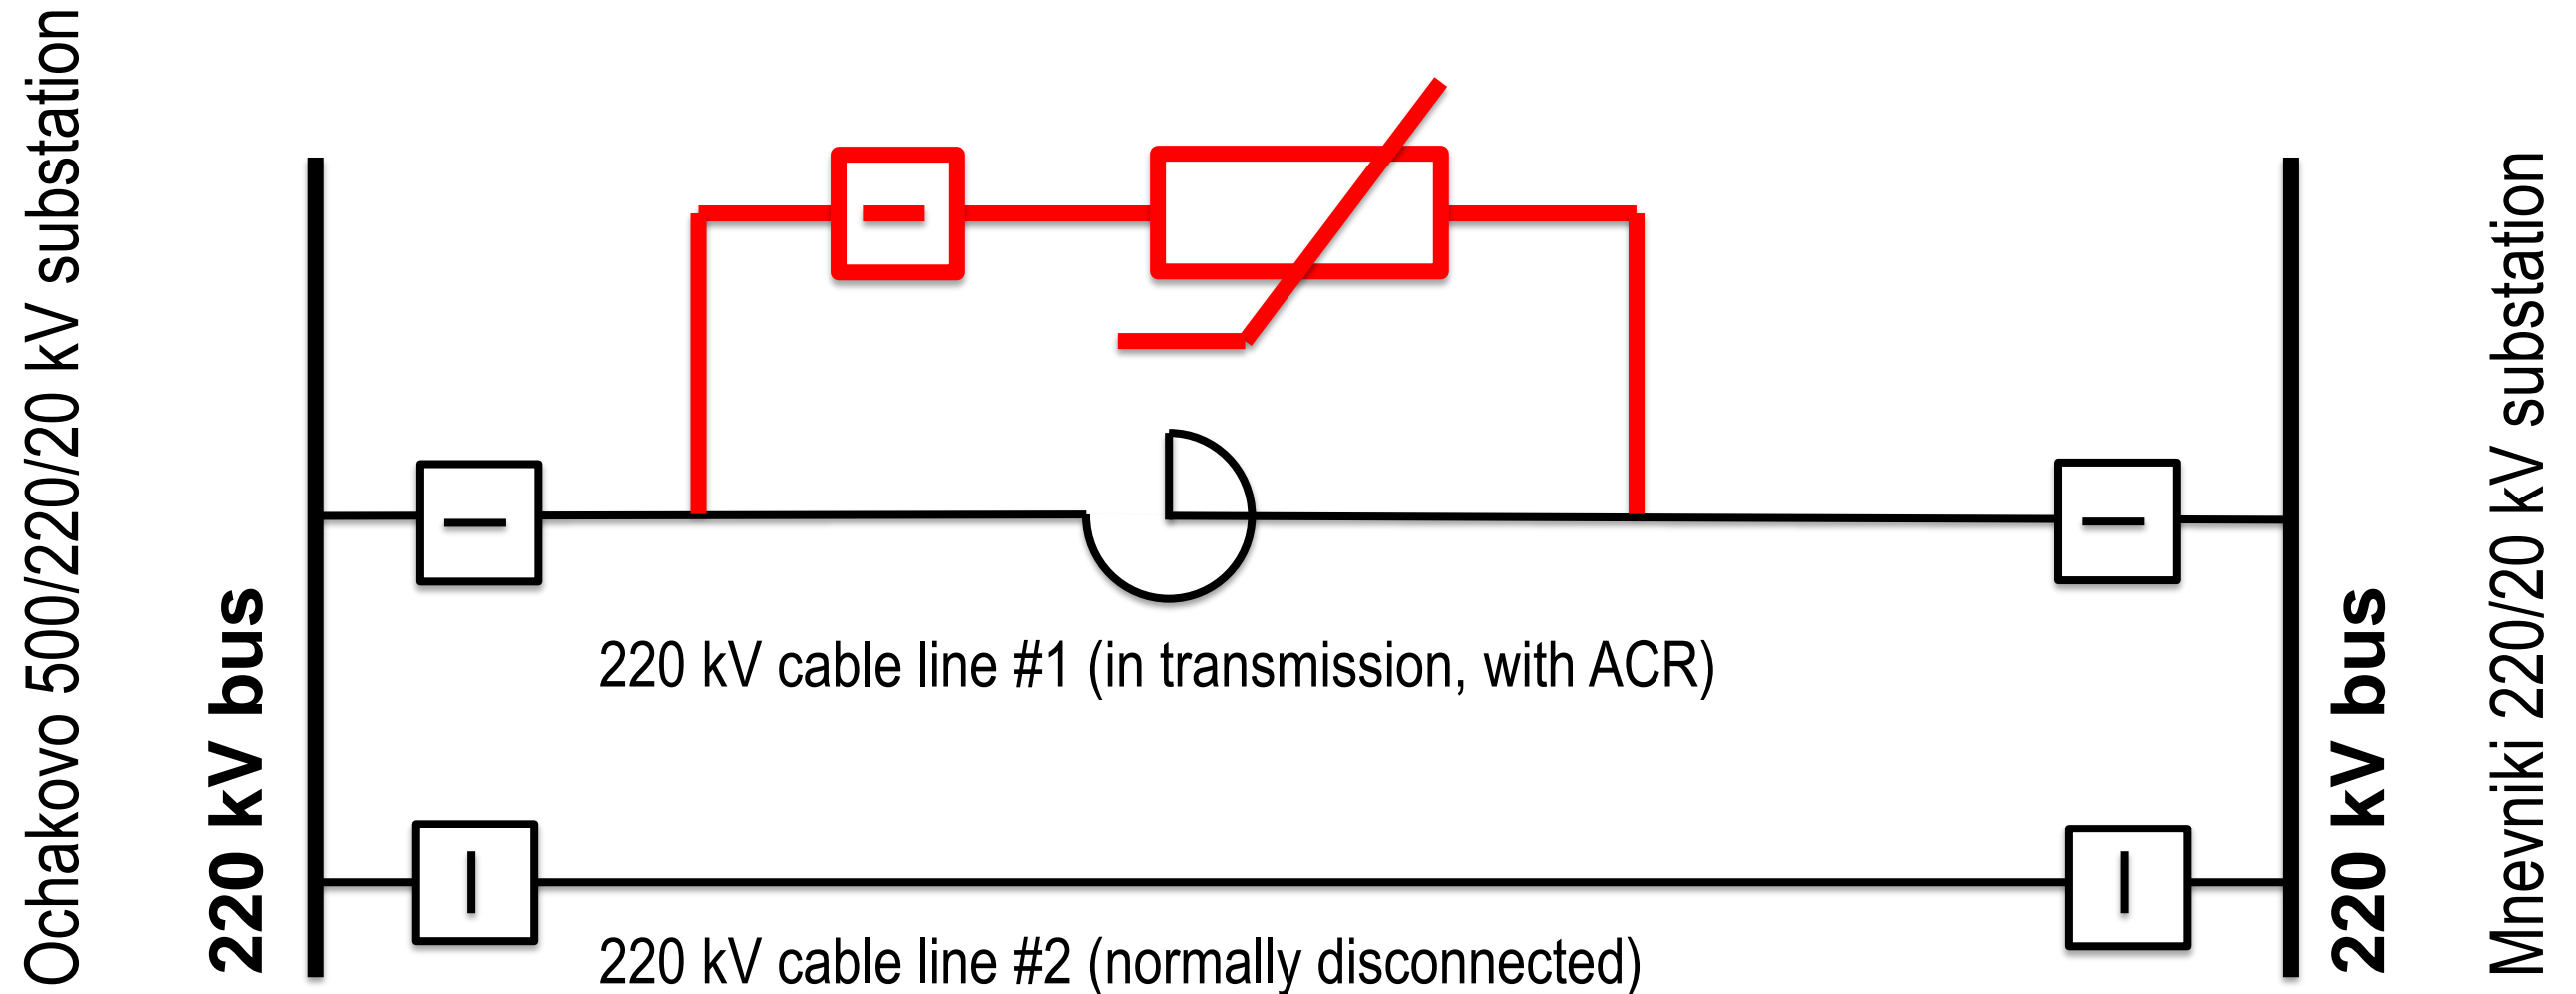 Ochakovo 500/220/20 kV substation
220 kV bus
220 kV cable line #1 (in transmission, with ACR)
220 kV cable line #2 (normally disconnected)
220 kV bus
Mnevniki 220/20 kV substation